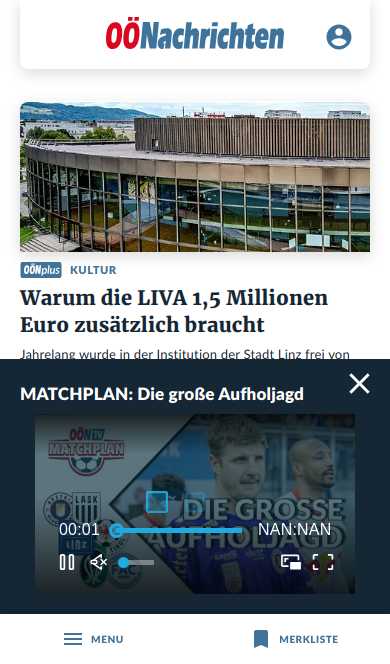 OÖNachrichten
OÖNplus KULTUR
Warum die LIVA 1,5 Millionen
Euro zusätzlich braucht
Jahrelang wurde in der Institution der Stadt Linz frei von
MATCHPLAN: Die große Aufholjagd
OÖN TV
MATCHPLAN
LASK
LINZ
DIE GROSSE
AUFHOLJAGD
00:01
NAN:NAN
MENU
MERKLISTE